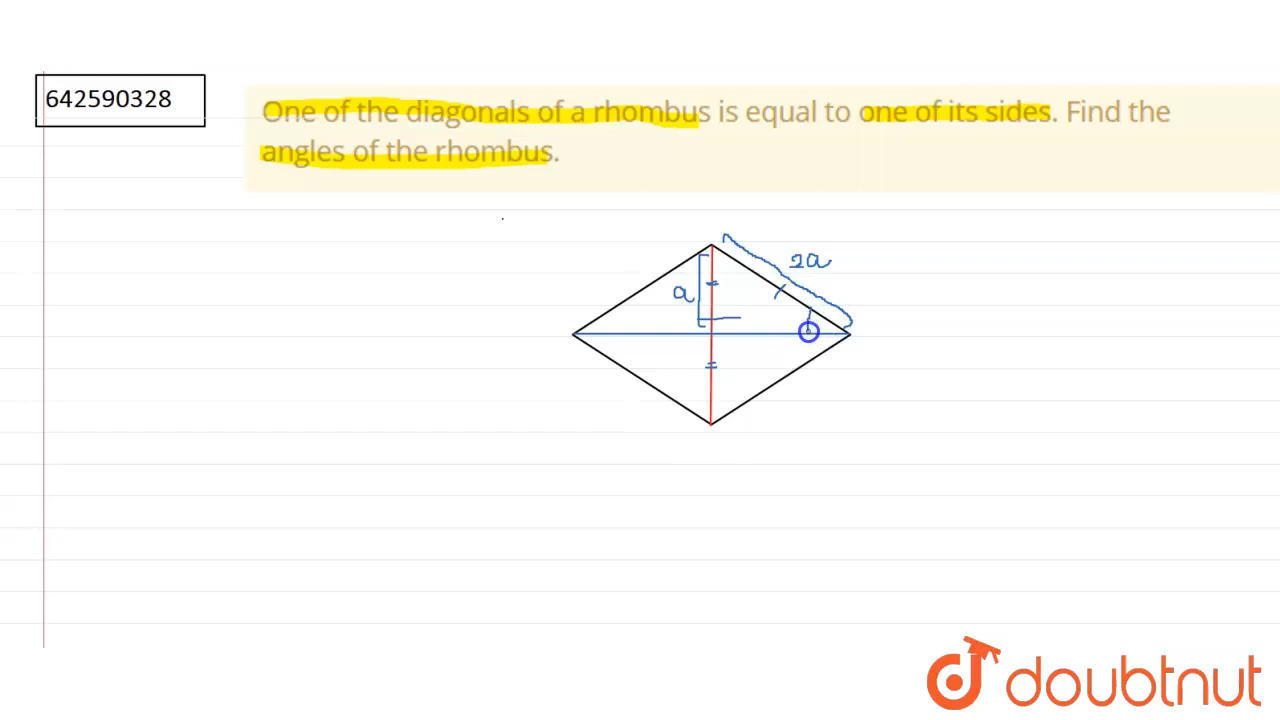 642590328
One of the diagonals of a rhombus is equal to one of its sides. Find the
angles of the rhombus.
2a
a
doubtnut